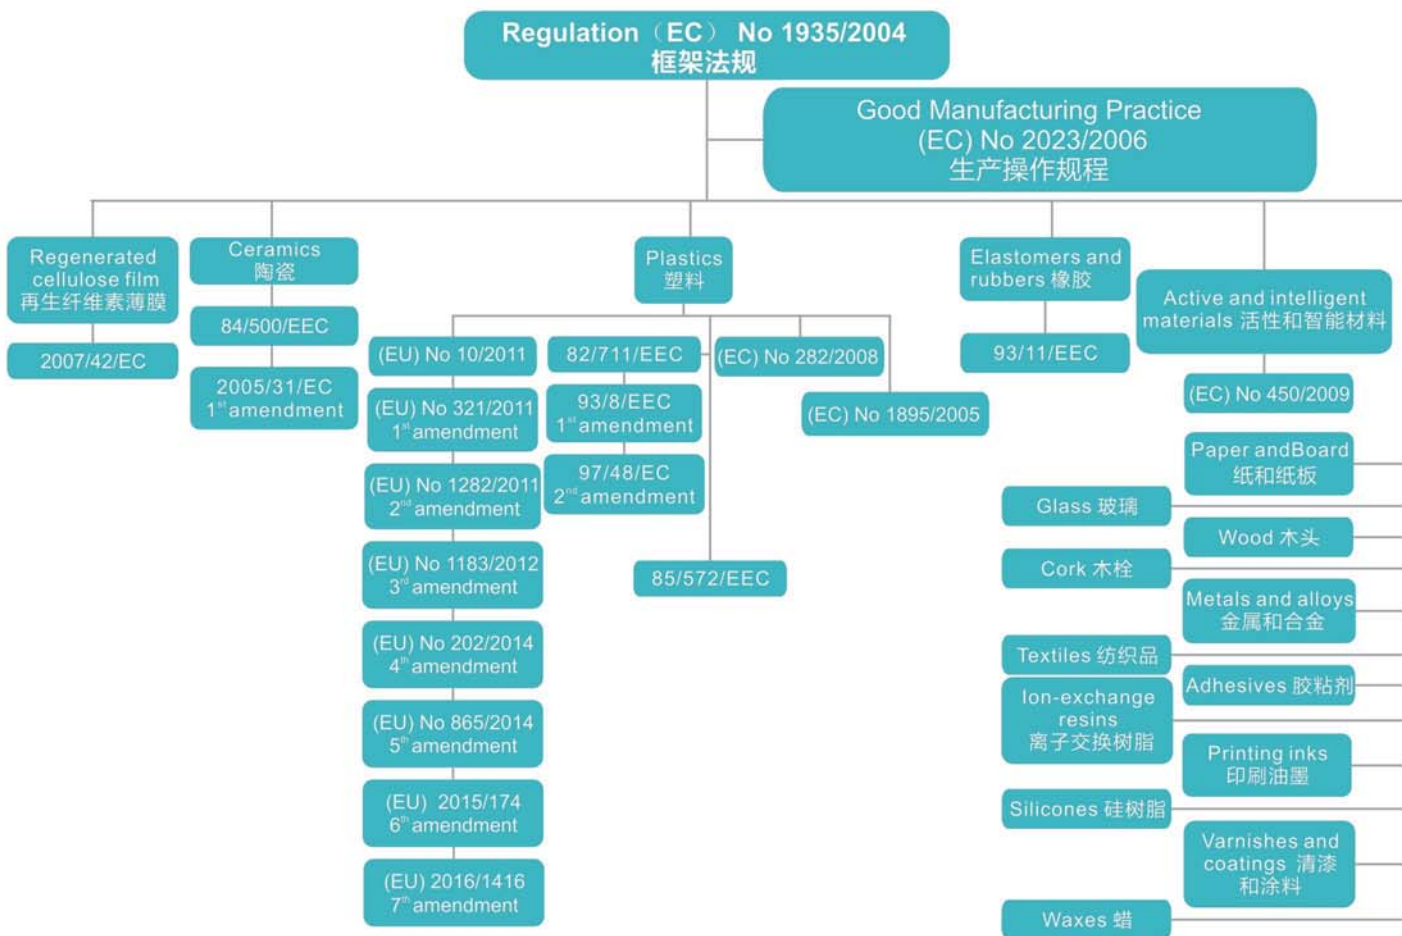 Regulation（EC） No 1935/2004
框架法规
Good Manufacturing Practice
(EC) No 2023/2006
生产操作规程
Regenerated
cellulose film
再生纤维素薄膜
2007/42/EC
Ceramics
陶瓷
84/500/EEC
2005/31/EC
1st amendment
Plastics
塑料
(EU) No 10/2011
(EU) No 321/2011
1st amendment
(EU) No 1282/2011
2nd amendment
(EU) No 1183/2012
3rd amendment
(EU) No 202/2014
4th amendment
(EU) No 865/2014
5th amendment
(EU) 2015/174
6th amendment
(EU) 2016/1416
7th amendment
82/711/EEC
93/8/EEC
1st amendment
97/48/EC
2nd amendment
85/572/EEC
(EC) No 282/2008
(EC) No 1895/2005
Elastomers and
rubbers 橡胶
93/11/EEC
Active and intelligent
materials 活性和智能材料
(EC) No 450/2009
Paper andBoard
纸和纸板
Glass 玻璃
Wood 木头
Cork 木栓
Metals and alloys
金属和合金
Textiles 纺织品
Adhesives 胶粘剂
Ion-exchange
resins
离子交换树脂
Printing inks
印刷油墨
Silicones 硅树脂
Varnishes and
coatings 清漆
和涂料
Waxes 蜡